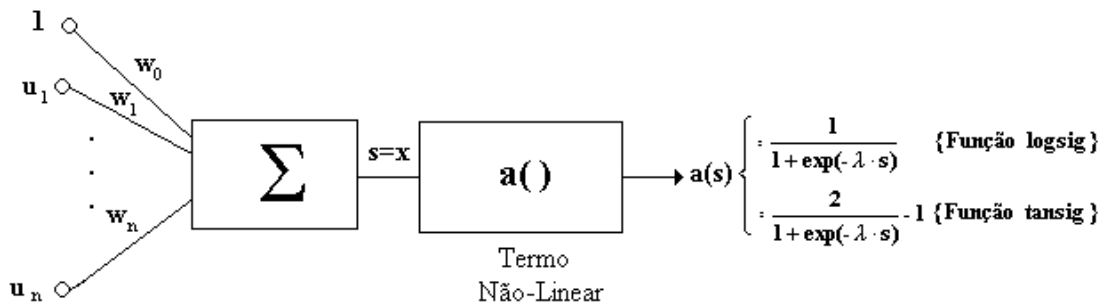 1
w₀
u₁
w₁
wₙ
uₙ
Σ
s=x
a( )
Termo
Não-Linear
a(s)
= 1 / (1 + exp(-λ · s)) {Função logsig}
= 2 / (1 + exp(-λ · s)) - 1 {Função tansig}